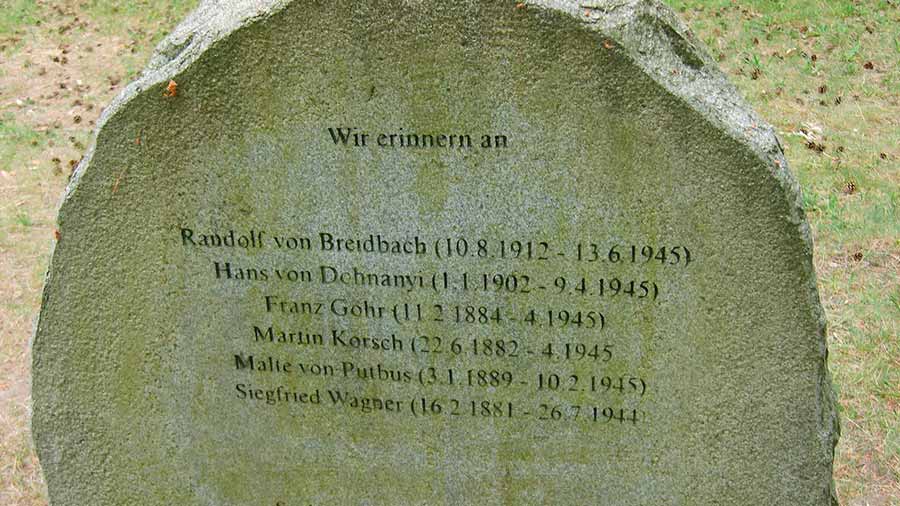 Wir erinnern an
Randolf von Breidbach (10.8.1912 - 13.6.1945)
Hans von Dohnanyi (1.1.1902 - 9.4.1945)
Franz Gohr (11.2.1884 - 4.1945)
Martin Korsch (22.6.1882 - 4.1945
Malte von Putbus (3.1.1889 - 10.2.1945)
Siegfried Wagner (16.2.1881 - 26.7.1944)